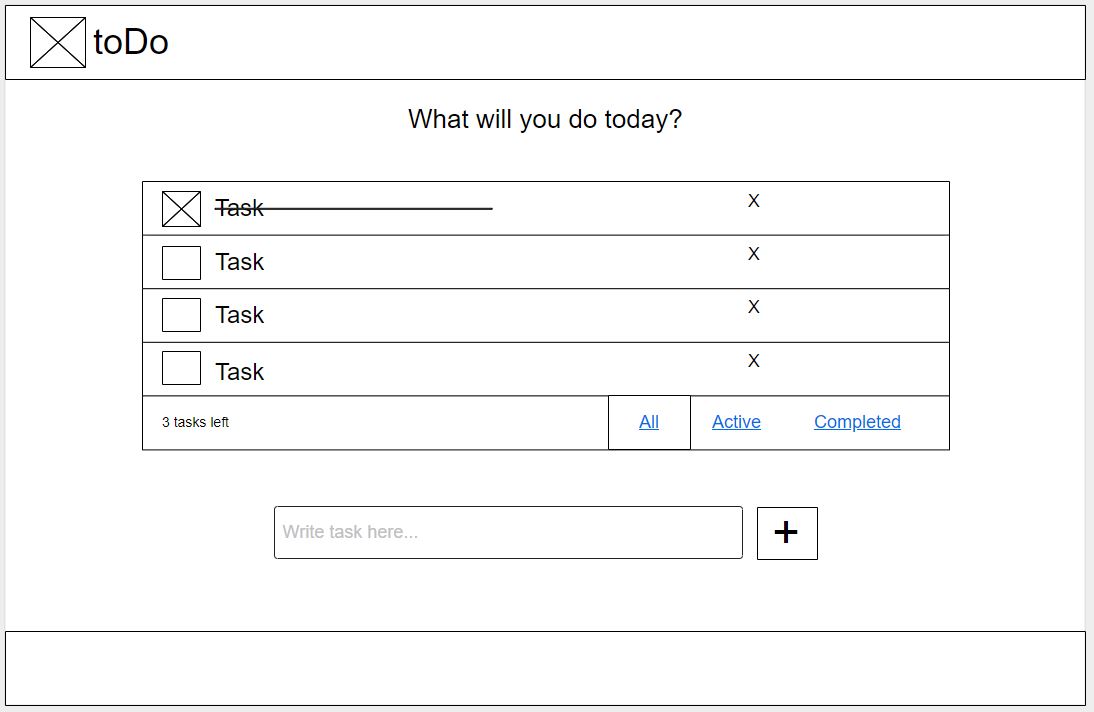 toDo
What will you do today?
Task X
Task X
Task X
Task X
3 tasks left All Active Completed
Write task here... +